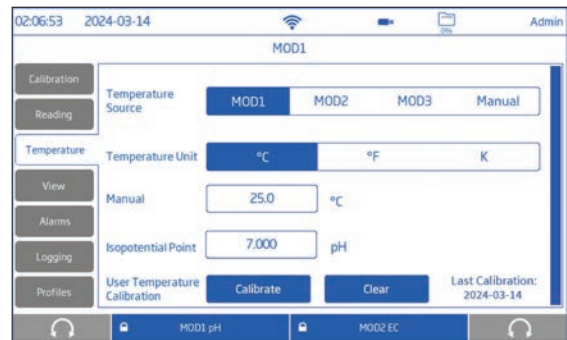 02:06:53 2024-03-14 0% Admin
MOD1
Calibration
Reading
Temperature
View
Alarms
Logging
Profiles
Temperature
Source
MOD1 MOD2 MOD3 Manual
Temperature Unit °C °F K
Manual 25.0 °C
Isopotential Point 7.000 pH
User Temperature
Calibration
Calibrate Clear
Last Calibration:
2024-03-14
MOD1 pH MOD2 EC